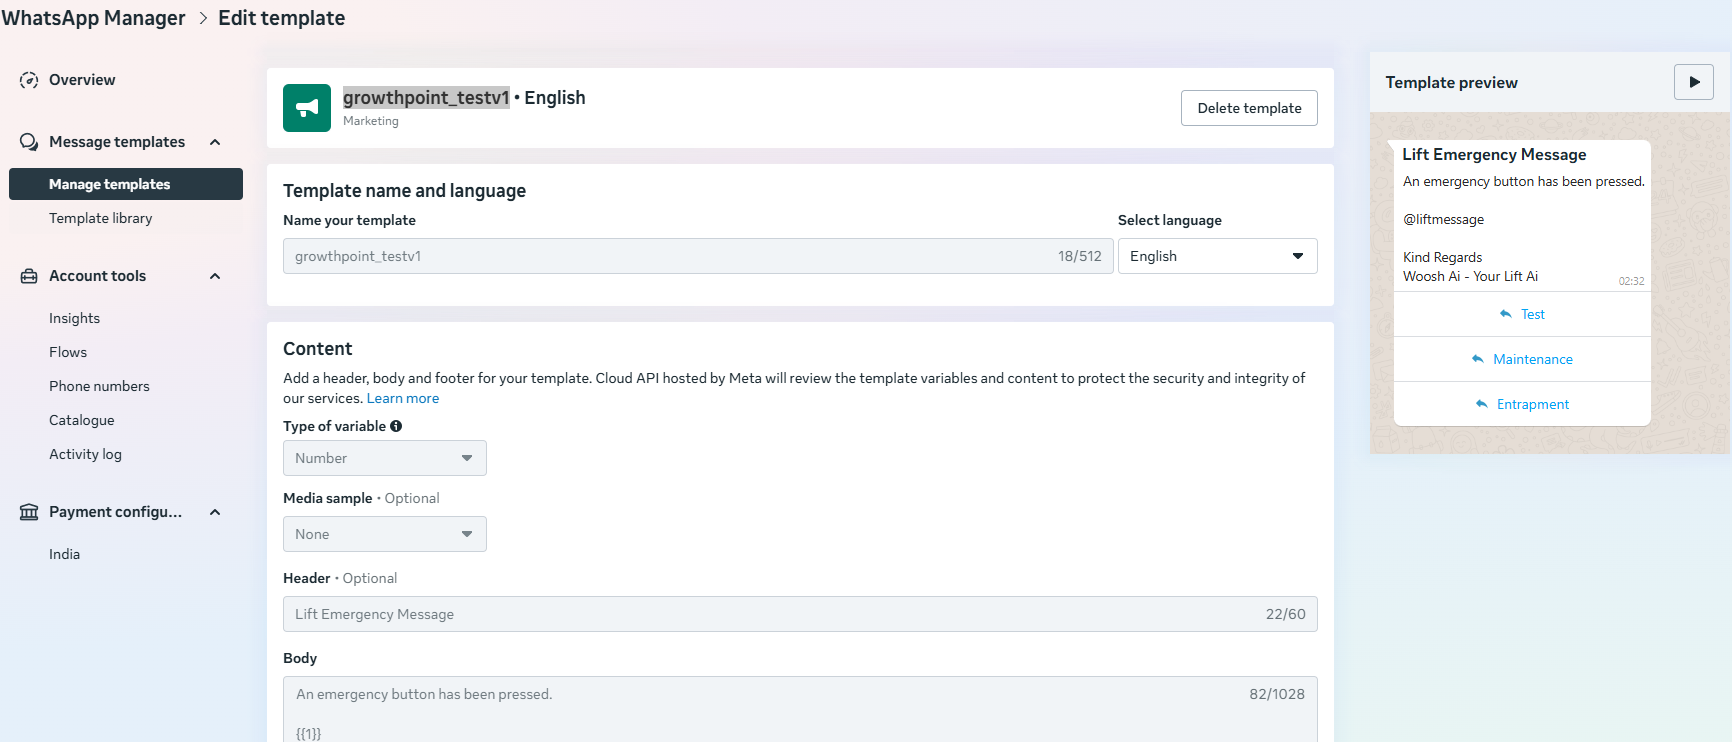 WhatsApp Manager > Edit template
Overview
Message templates
Manage templates
Template library
Account tools
Insights
Flows
Phone numbers
Catalogue
Activity log
Payment configu...
India
growthpoint_testv1 • English
Marketing
Delete template
Template name and language
Name your template
growthpoint_testv1 18/512
Select language
English
Content
Add a header, body and footer for your template. Cloud API hosted by Meta will review the template variables and content to protect the security and integrity of
our services. Learn more
Type of variable
Number
Media sample • Optional
None
Header • Optional
Lift Emergency Message 22/60
Body
An emergency button has been pressed. 82/1028
{{1}}
Template preview
Lift Emergency Message
An emergency button has been pressed.
@liftmessage
Kind Regards
Woosh Ai - Your Lift Ai 02:32
Test
Maintenance
Entrapment